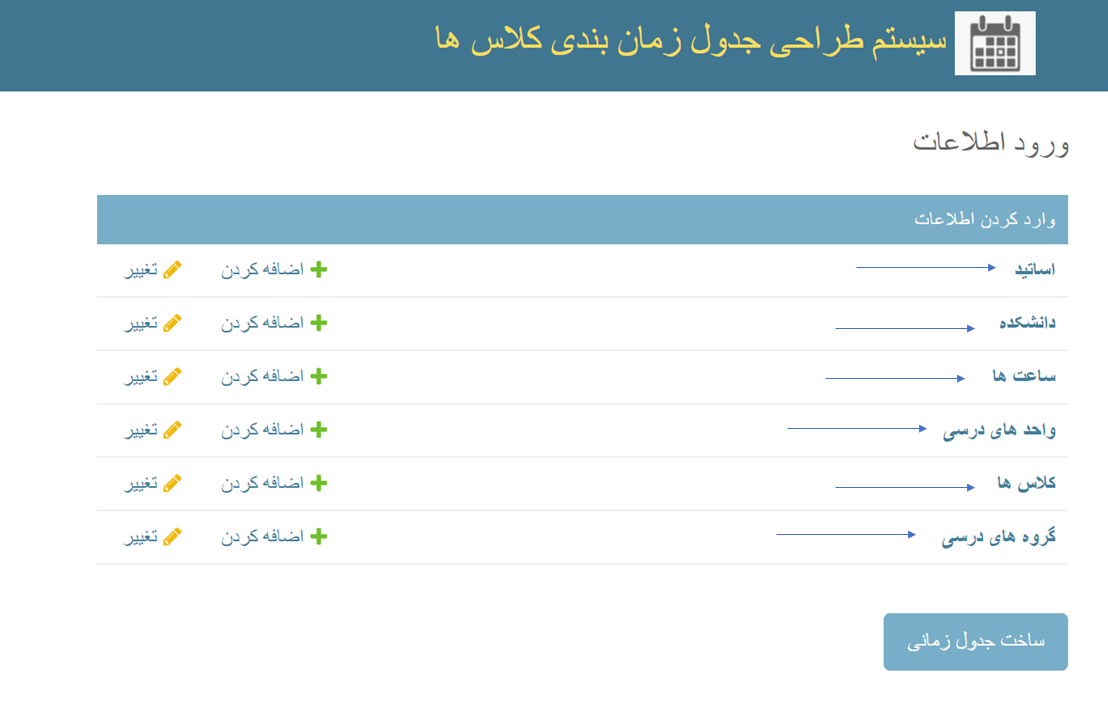 سیستم طراحی جدول زمان بندی کلاس ها
ورود اطلاعات
وارد کردن اطلاعات
اساتید اضافه کردن تغییر
دانشکده اضافه کردن تغییر
ساعت ها اضافه کردن تغییر
واحد های درسی اضافه کردن تغییر
کلاس ها اضافه کردن تغییر
گروه های درسی اضافه کردن تغییر
ساخت جدول زمانی